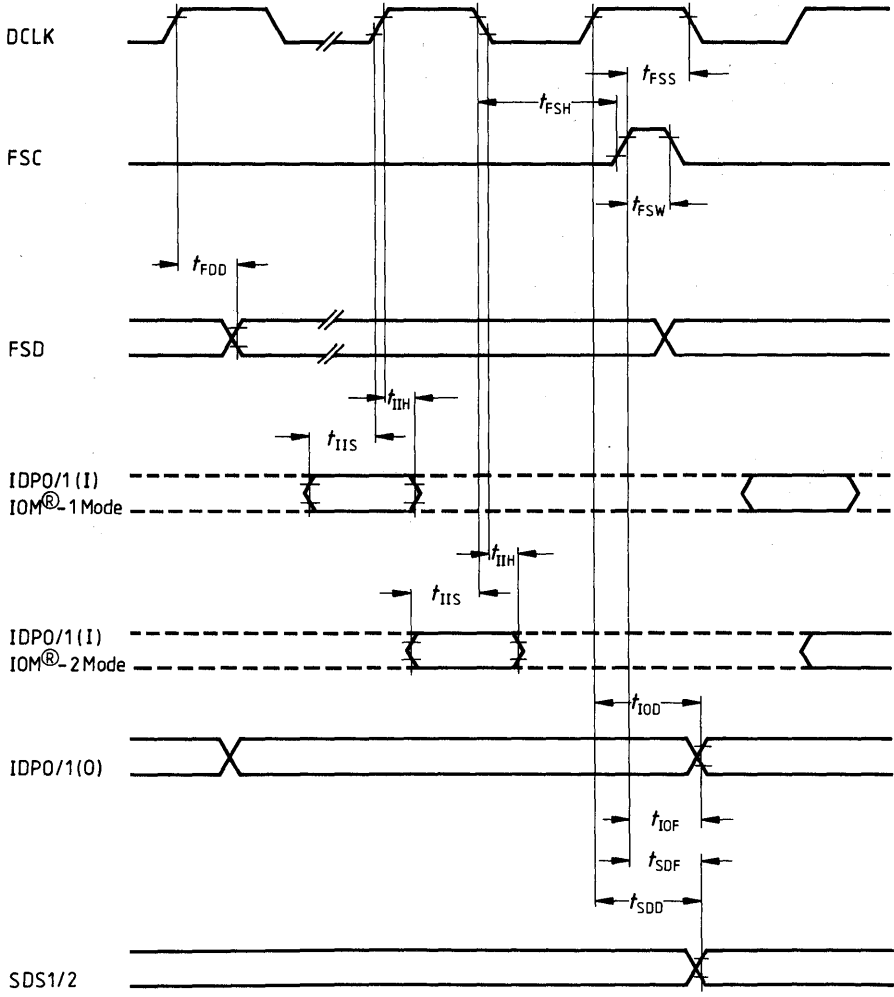 DCLK
tFSS
tFSH
FSC
tFSW
tFDD
FSD
tIIH
tIIS
IDP0/1(I)
IOM®-1 Mode
tIIH
tIIS
IDP0/1(I)
IOM®-2 Mode
tIOD
IDP0/1(O)
tIOF
tSDF
tSDD
SDS1/2